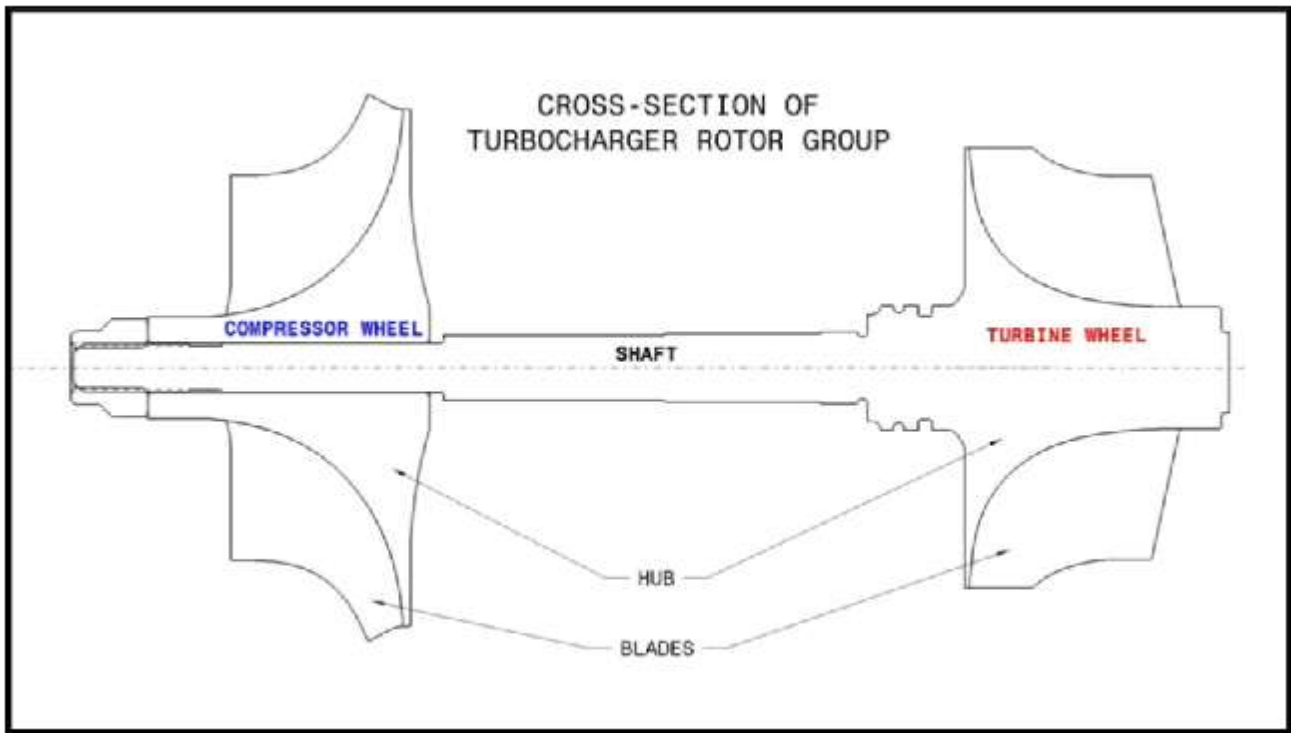 CROSS-SECTION OF
TURBOCHARGER ROTOR GROUP
COMPRESSOR WHEEL
SHAFT
TURBINE WHEEL
HUB
BLADES